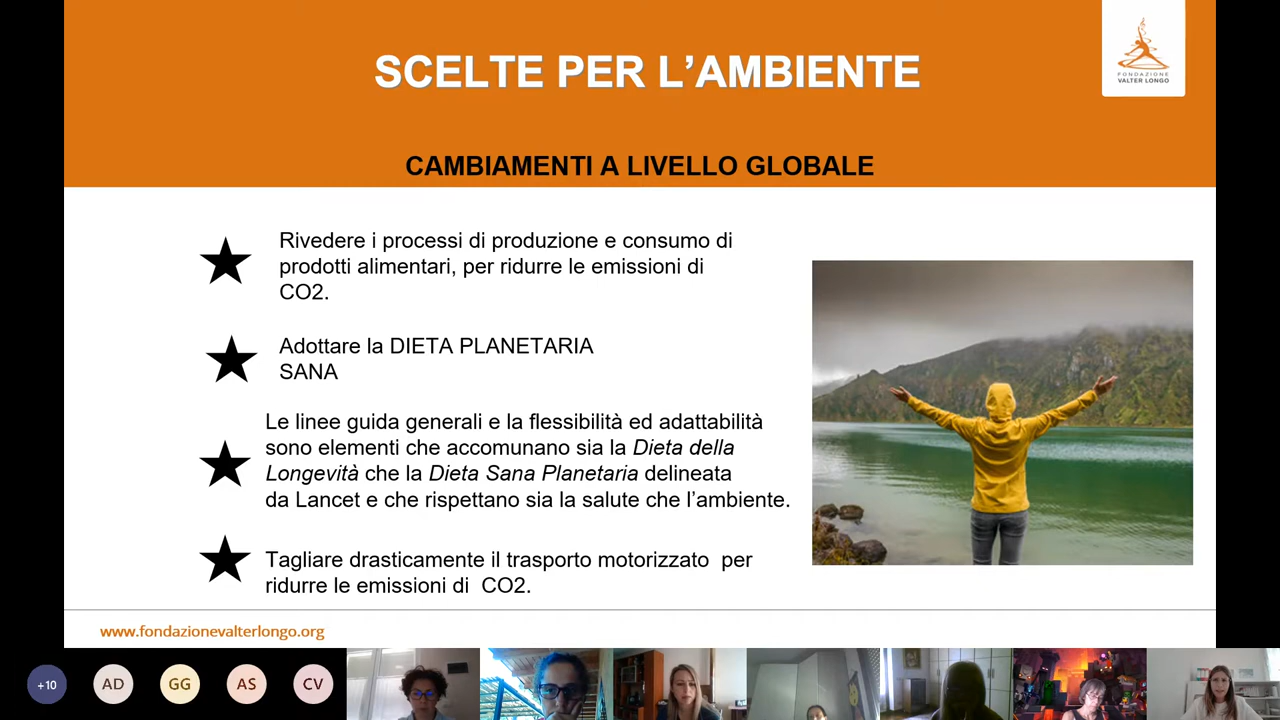 SCELTE PER L’AMBIENTE
FONDAZIONE
VALTER LONGO
CAMBIAMENTI A LIVELLO GLOBALE
Rivedere i processi di produzione e consumo di
prodotti alimentari, per ridurre le emissioni di
CO2.
Adottare la DIETA PLANETARIA
SANA
Le linee guida generali e la flessibilità ed adattabilità
sono elementi che accomunano sia la Dieta della
Longevità che la Dieta Sana Planetaria delineata
da Lancet e che rispettano sia la salute che l’ambiente.
Tagliare drasticamente il trasporto motorizzato per
ridurre le emissioni di CO2.
www.fondazionevalterlongo.org
+10 AD GG AS CV